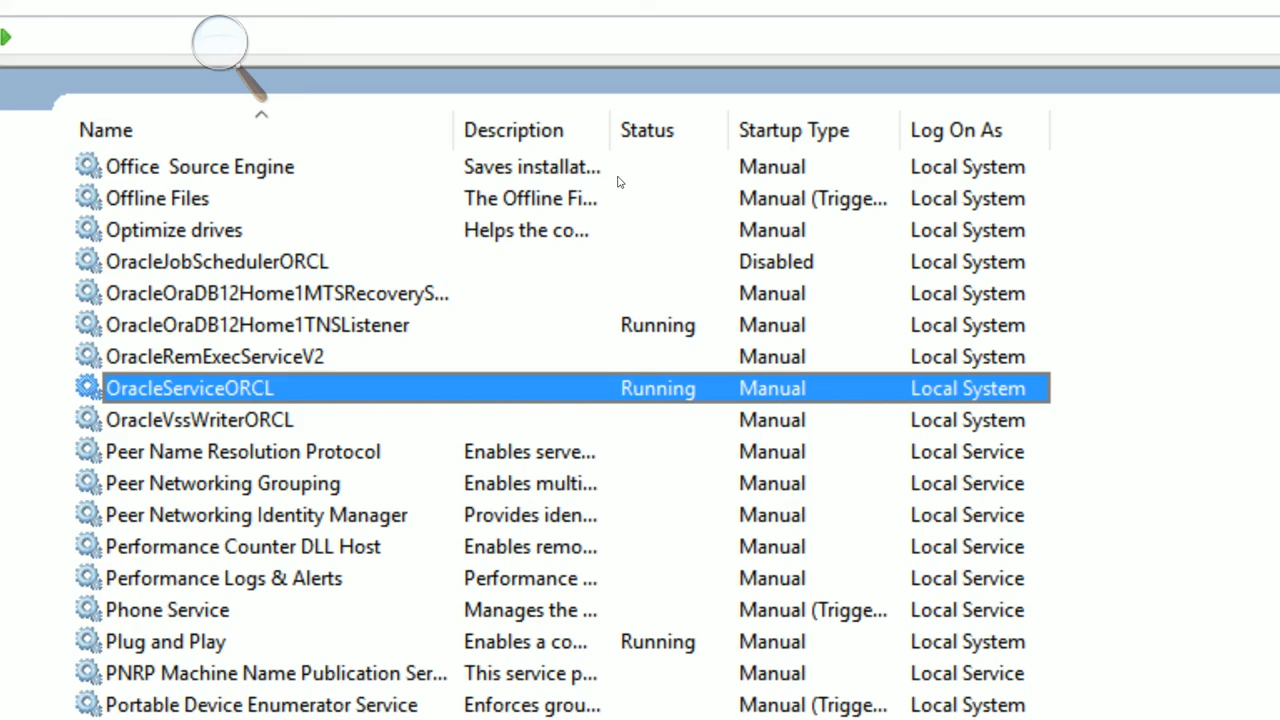 Name Description Status Startup Type Log On As
Office  Source Engine Saves installat... Manual Local System
Offline Files The Offline Fi... Manual (Trigge... Local System
Optimize drives Helps the co... Manual Local System
OracleJobSchedulerORCL Disabled Local System
OracleOraDB12Home1MTSRecoveryS... Manual Local System
OracleOraDB12Home1TNSListener Running Manual Local System
OracleRemExecServiceV2 Manual Local System
OracleServiceORCL Running Manual Local System
OracleVssWriterORCL Manual Local System
Peer Name Resolution Protocol Enables serve... Manual Local Service
Peer Networking Grouping Enables multi... Manual Local Service
Peer Networking Identity Manager Provides iden... Manual Local Service
Performance Counter DLL Host Enables remo... Manual Local Service
Performance Logs & Alerts Performance ... Manual Local Service
Phone Service Manages the ... Manual (Trigge... Local Service
Plug and Play Enables a co... Running Manual Local System
PNRP Machine Name Publication Ser... This service p... Manual Local Service
Portable Device Enumerator Service Enforces grou... Manual (Trigge... Local System